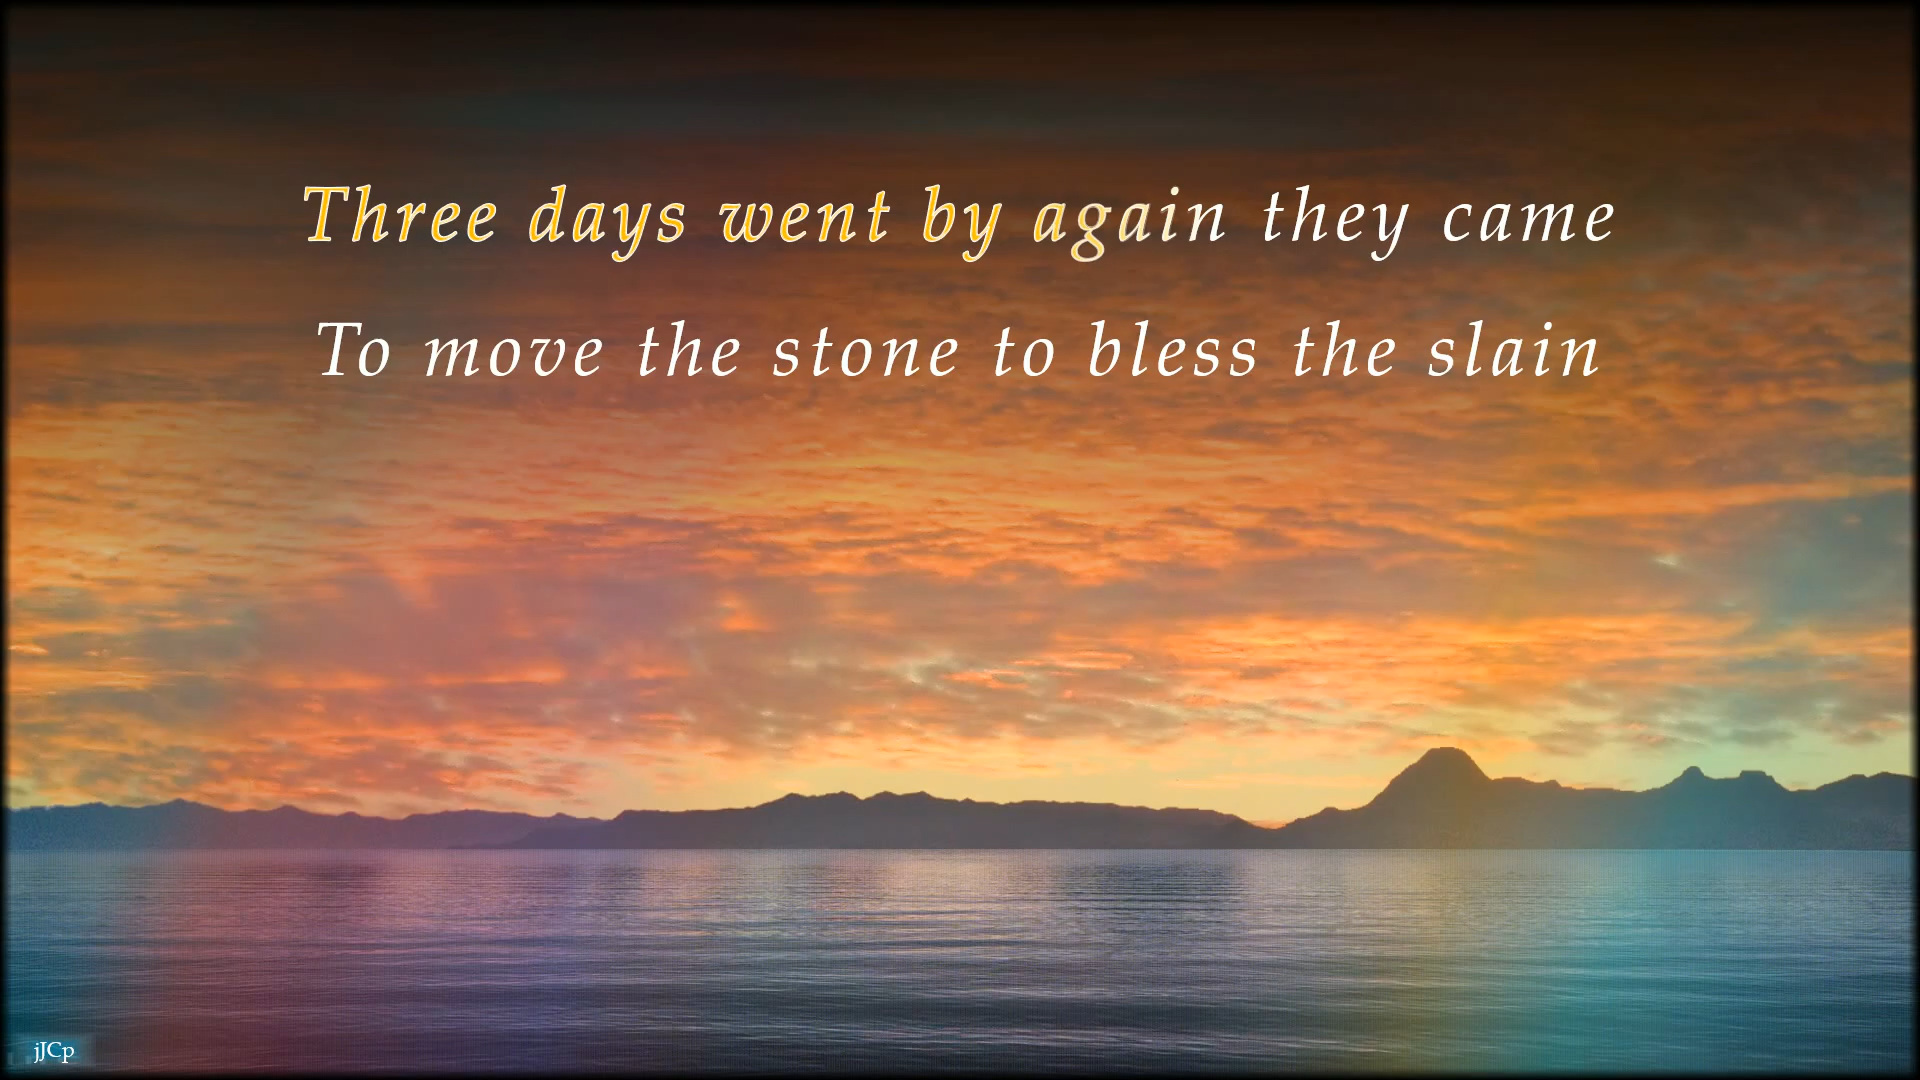 Three days went by again they came
To move the stone to bless the slain
jJCp